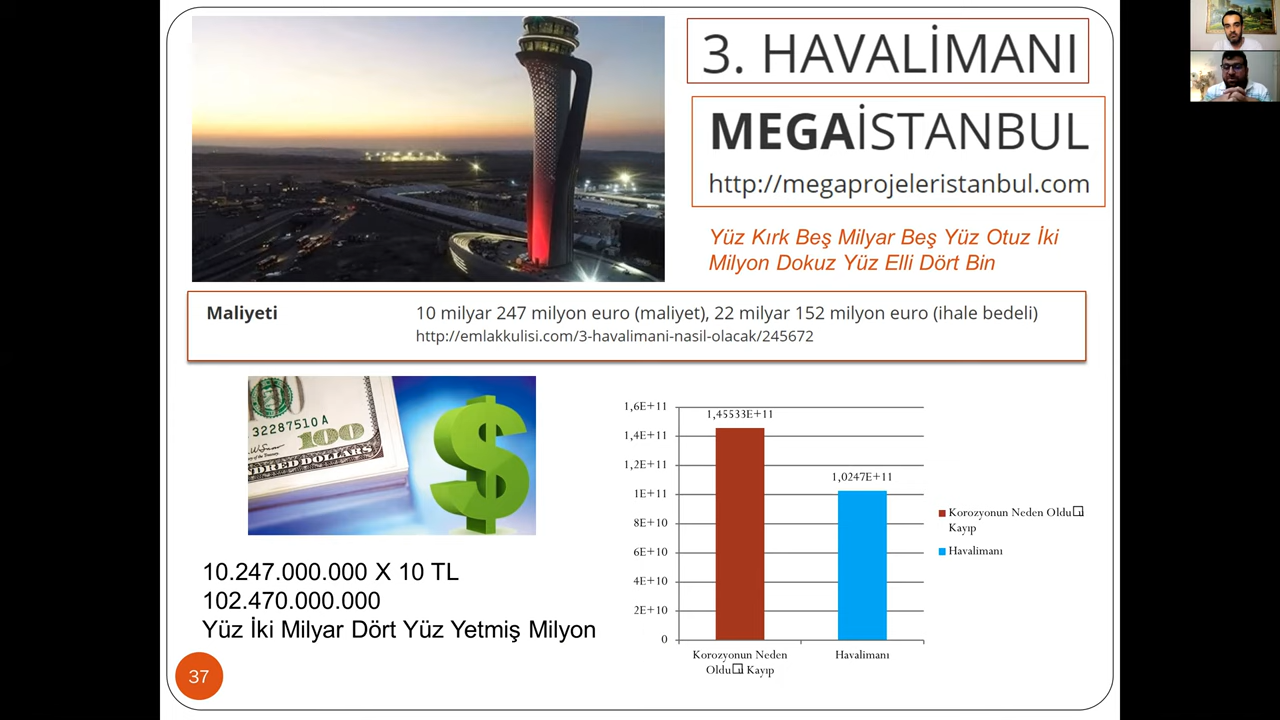 3. HAVALİMANI
MEGAİSTANBUL
http://megaprojeleristanbul.com
Yüz Kırk Beş Milyar Beş Yüz Otuz İki
Milyon Dokuz Yüz Elli Dört Bin
Maliyeti
10 milyar 247 milyon euro (maliyet), 22 milyar 152 milyon euro (ihale bedeli)
http://emlakkulisi.com/3-havalimani-nasil-olacak/245672
32287510 A
100
HUNDRED DOLLARS
$
10.247.000.000 X 10 TL
102.470.000.000
Yüz İki Milyar Dört Yüz Yetmiş Milyon
1,6E+11
1,4E+11
1,2E+11
1E+11
8E+10
6E+10
4E+10
2E+10
0
1,45533E+11
1,0247E+11
Korozyonun Neden
Oldu□u Kayıp
Havalimanı
Korozyonun Neden Oldu□u
Kayıp
Havalimanı
37